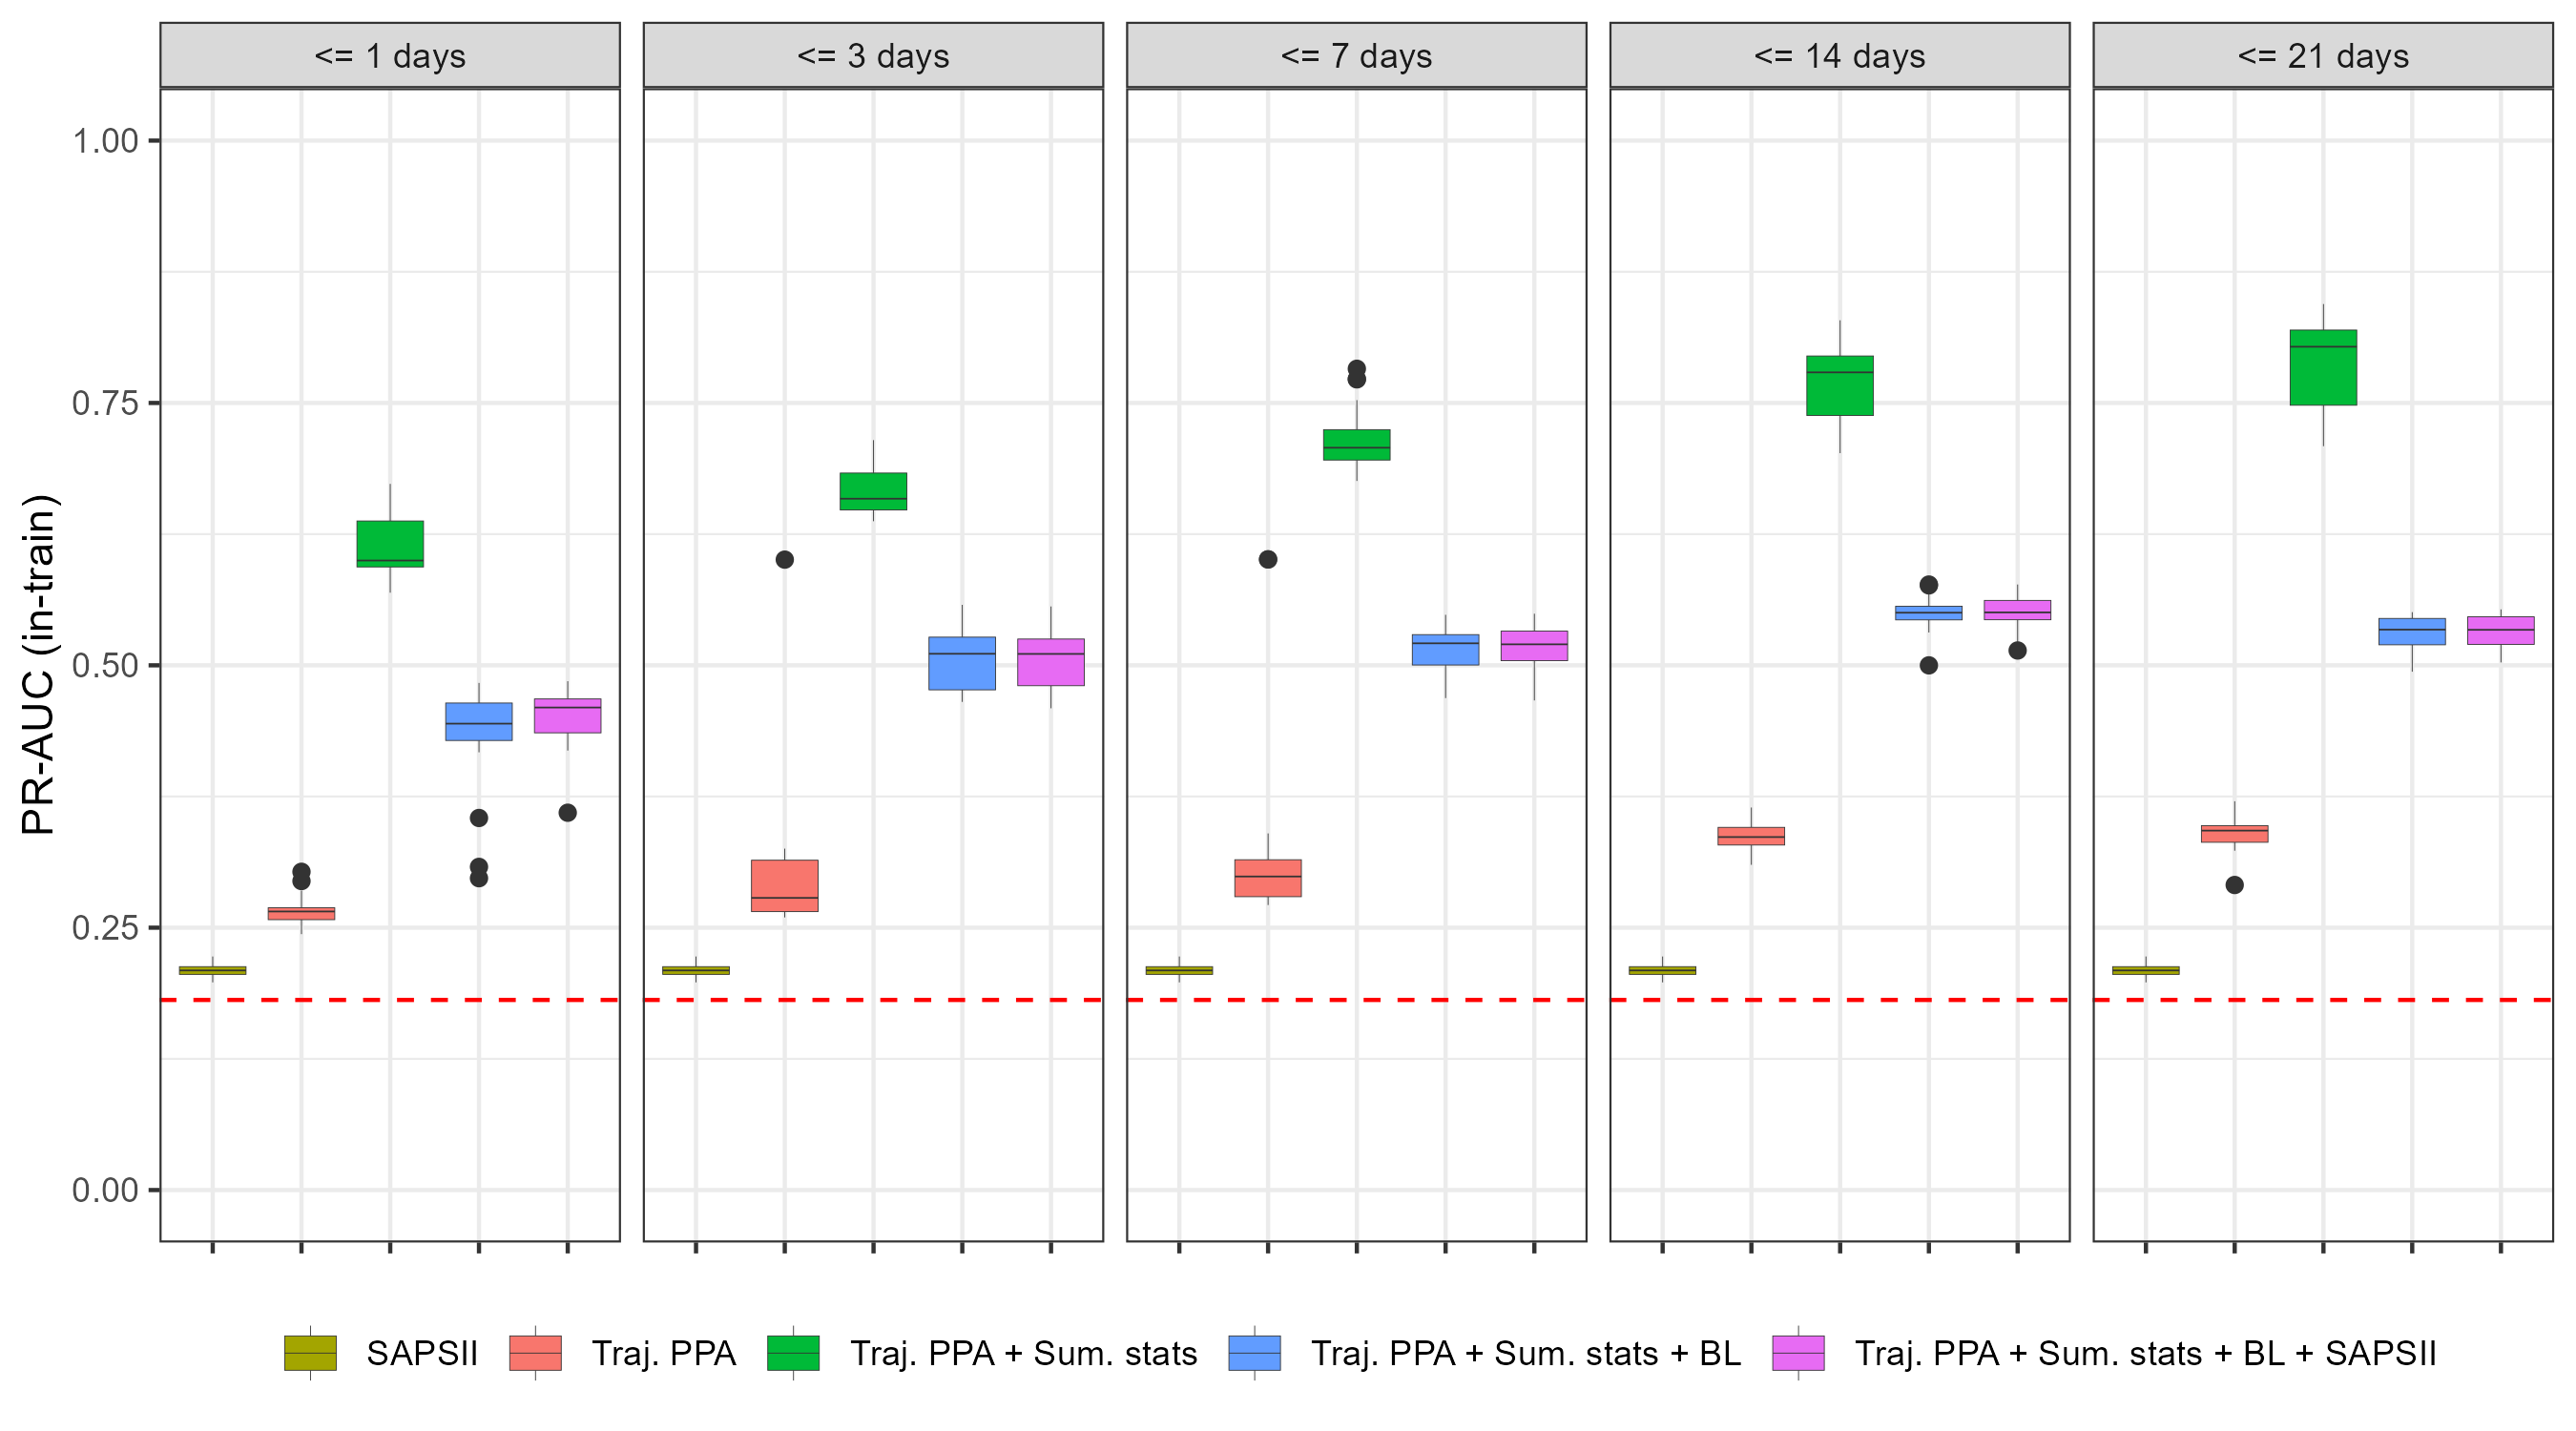 <= 1 days
<= 3 days
<= 7 days
<= 14 days
<= 21 days
1.00
0.75
0.50
0.25
0.00
PR-AUC (in-train)
SAPSII
Traj. PPA
Traj. PPA + Sum. stats
Traj. PPA + Sum. stats + BL
Traj. PPA + Sum. stats + BL + SAPSII